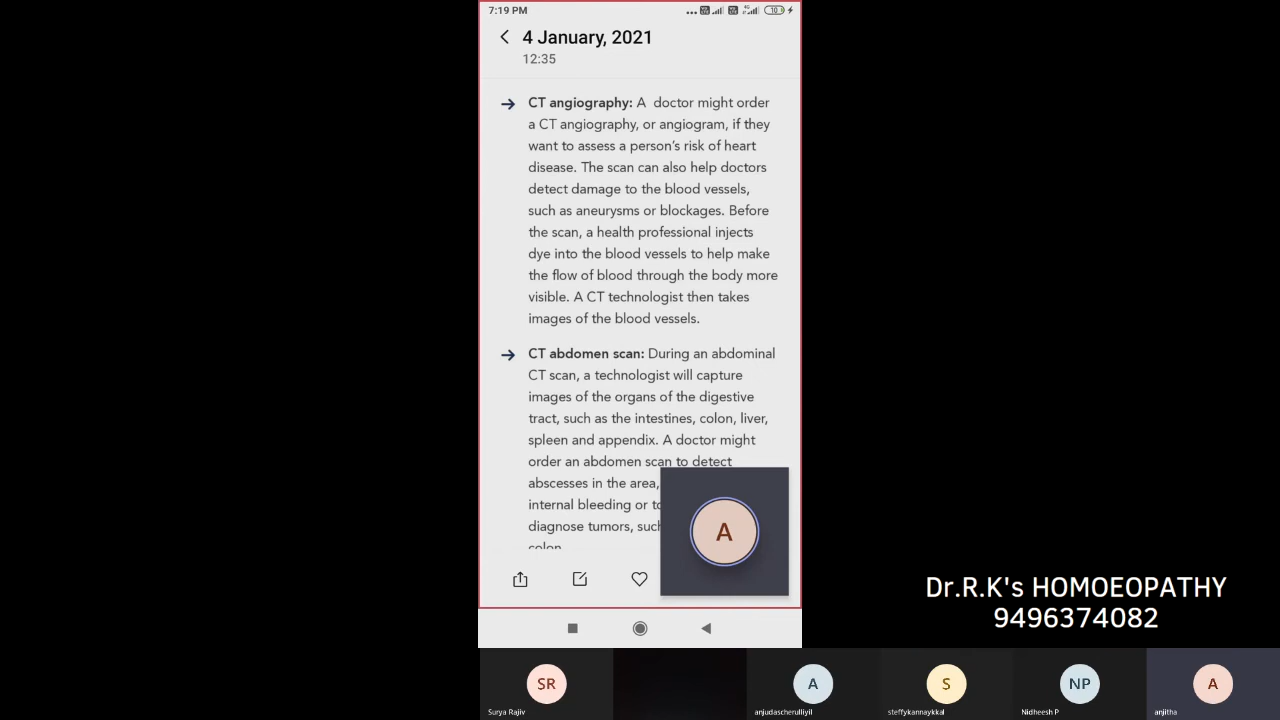 7:19 PM
10
4 January, 2021
12:35
→ CT angiography: A doctor might order
a CT angiography, or angiogram, if they
want to assess a person's risk of heart
disease. The scan can also help doctors
detect damage to the blood vessels,
such as aneurysms or blockages. Before
the scan, a health professional injects
dye into the blood vessels to help make
the flow of blood through the body more
visible. A CT technologist then takes
images of the blood vessels.
→ CT abdomen scan: During an abdominal
CT scan, a technologist will capture
images of the organs of the digestive
tract, such as the intestines, colon, liver,
spleen and appendix. A doctor might
order an abdomen scan to detect
abscesses in the area,
internal bleeding or
diagnose tumors,
colon
A
Dr.R.K's HOMOEOPATHY
9496374082
SR
A
S
NP
A
Surya Rajiv
anjudascherulliyil
steffykannaykkal
Nidheesh P
anjitha